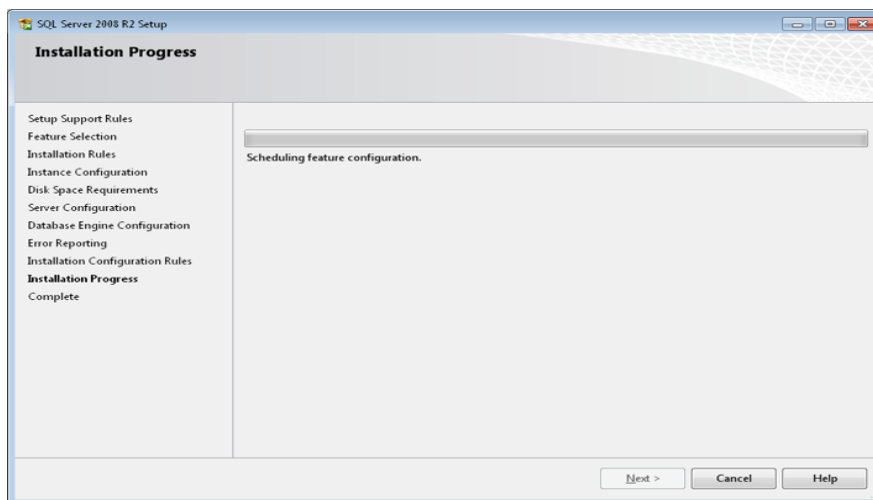 SQL Server 2008 R2 Setup
Installation Progress
Setup Support Rules
Feature Selection
Installation Rules
Instance Configuration
Disk Space Requirements
Server Configuration
Database Engine Configuration
Error Reporting
Installation Configuration Rules
Installation Progress
Complete
Scheduling feature configuration.
Next >
Cancel
Help